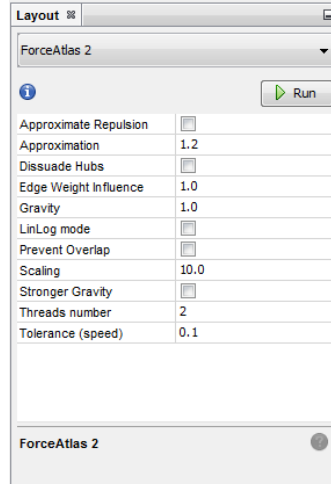 Layout
ForceAtlas 2
Run
Approximate Repulsion
Approximation 1.2
Dissuade Hubs
Edge Weight Influence 1.0
Gravity 1.0
LinLog mode
Prevent Overlap
Scaling 10.0
Stronger Gravity
Threads number 2
Tolerance (speed) 0.1
ForceAtlas 2